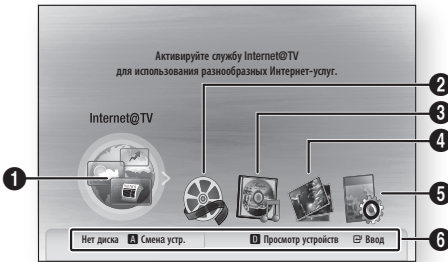 Активируйте службу Internet@TV
для использования разнообразных Интернет-услуг.
Internet@TV
1
2
3
4
5
6
Нет диска A Смена устр. D Просмотр устройств Ввод